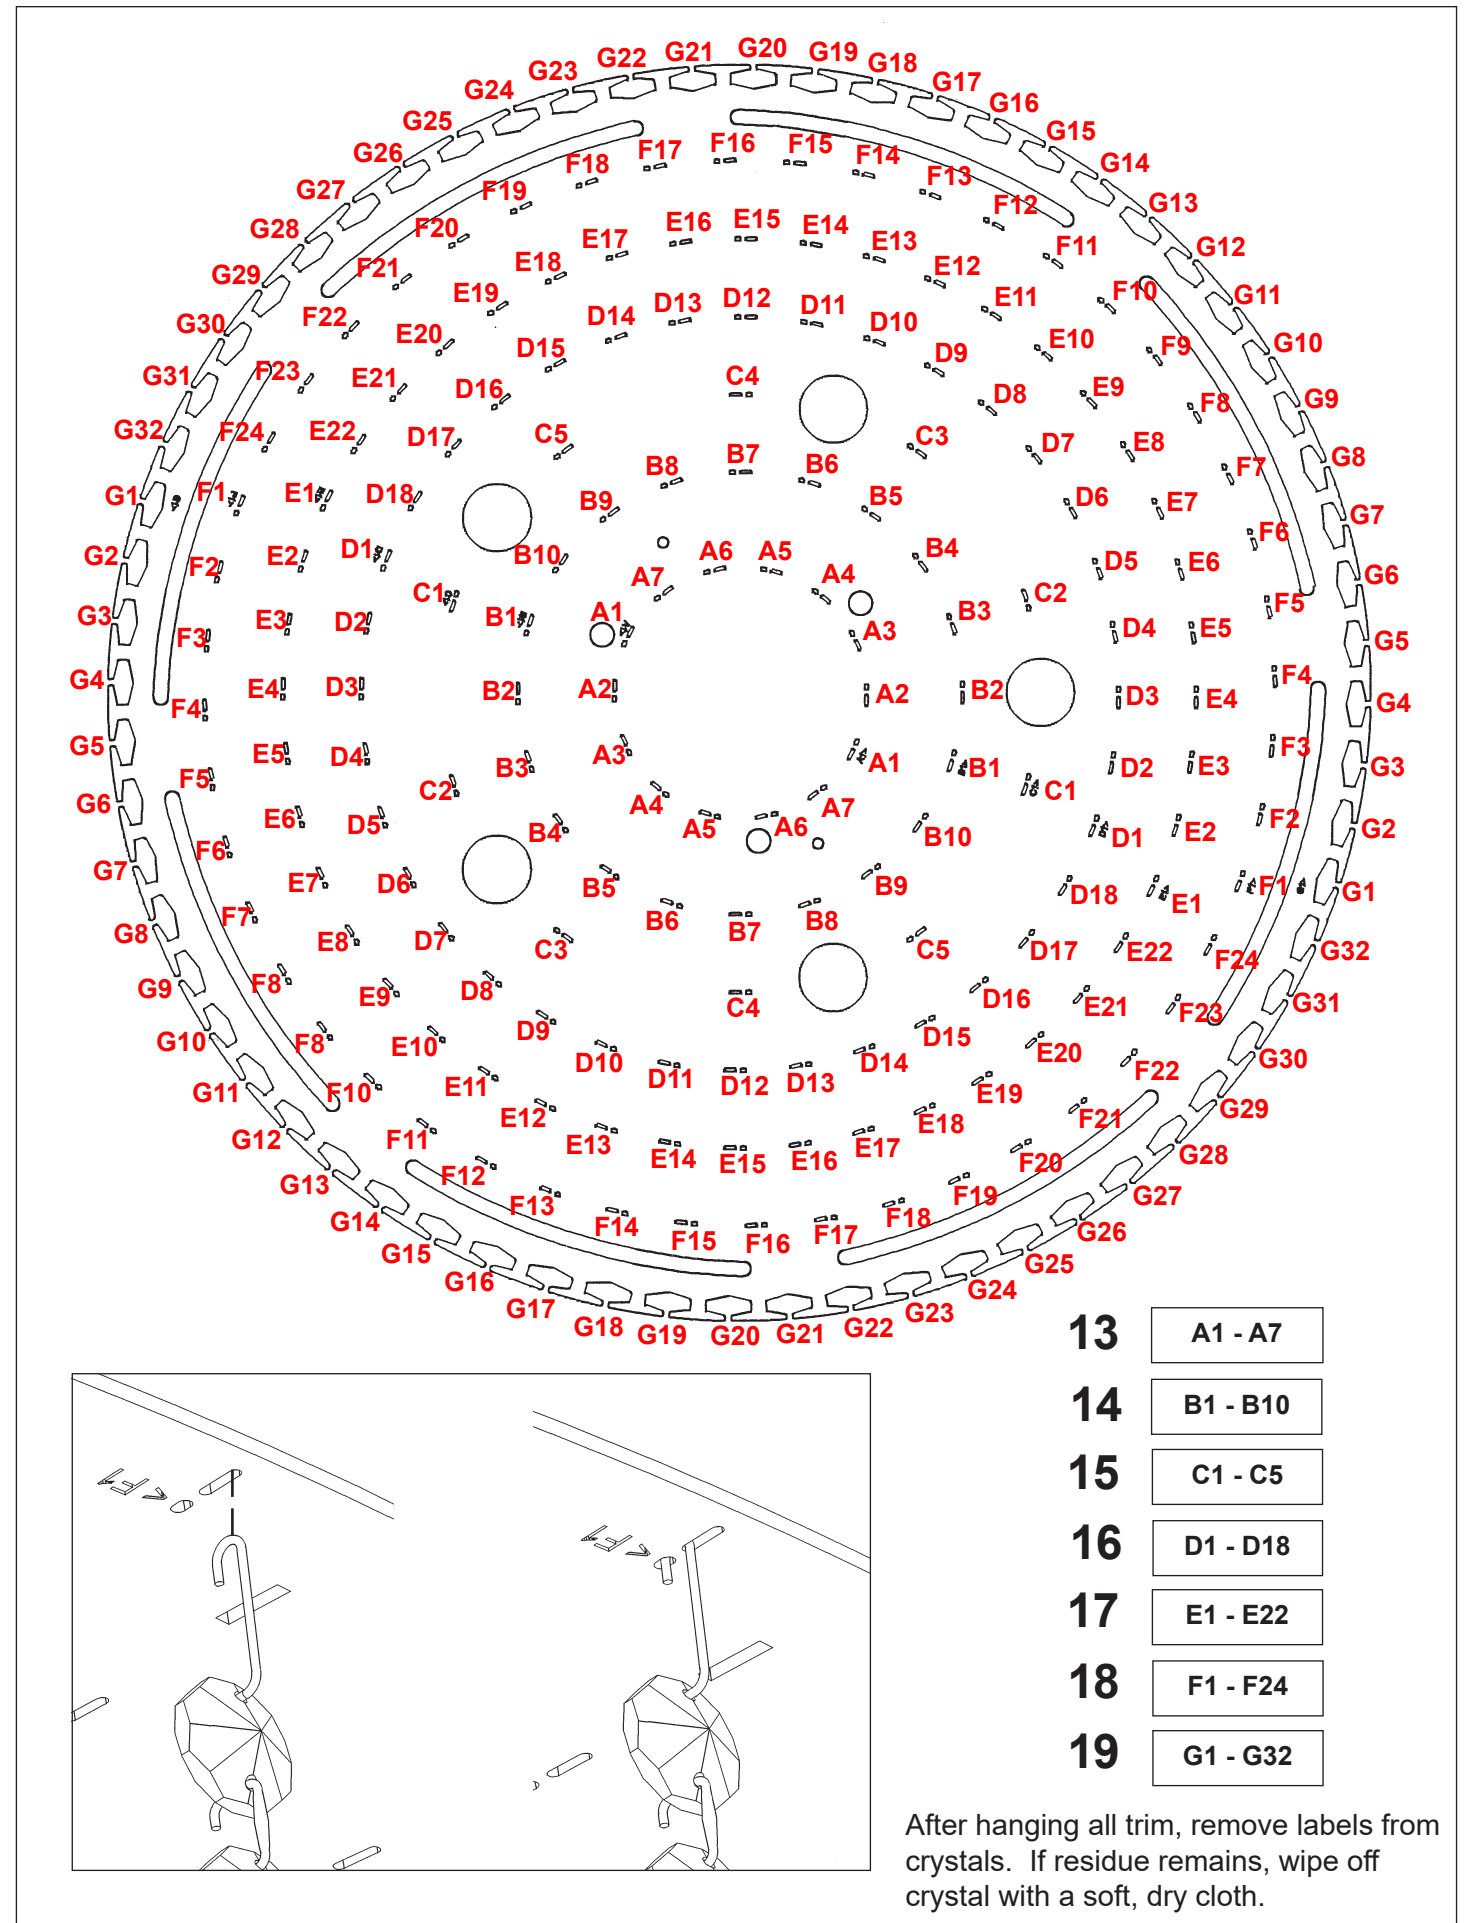 G20
G21 G19
G22 G18
G23 G17
G24 G16
G25 G15
G26 G14
G27 G13
G28 G12
G29 G11
G30 G10
G31 G9
G32 G8
G1 G7
G2 G6
G3 G5
G4 G4
G5 G3
G6 G2
G7 G1
G8 G32
G9 G31
G10 G30
G11 G29
G12 G28
G13 G27
G14 G26
G15 G25
G16 G24
G17 G23
G18 G22
G19 G20 G21
F17 F16 F15 F14
F18 F13
F19 F12
F20 F11
F21 F10
F22 F9
F23 F8
F24 F7
F1 F6
F2 F5
F3 F4
F4 F3
F5 F2
F6 F1
F7 F24
F8 F23
F8 F22
F10 F21
F11 F20
F12 F19
F13 F18
F14 F15 F16 F17
E16 E15 E14
E17 E13
E18 E12
E19 E11
E20 E10
E21 E9
E22 E8
E1 E7
E2 E6
E3 E5
E4 E4
E5 E3
E6 E2
E7 E1
E8 E22
E9 E21
E10 E20
E11 E19
E12 E18
E13 E17
E14 E15 E16
D13 D12 D11
D14 D10
D15 D9
D16 D8
D17 D7
D18 D6
D1 D5
D2 D4
D3 D3
D4 D2
D5 D1
D6 D18
D7 D17
D8 D16
D9 D15
D10 D14
D11 D12 D13
C4
C5 C3
C1 C2
C2 C1
C3 C5
C4
B7
B8 B6
B9 B5
B10 B4
B1 B3
B2 B2
B3 B1
B4 B10
B5 B9
B6 B7 B8
A6 A5
A7 A4
A1 A3
A2 A2
A3 A1
A4 A7
A5 A6
13 A1 - A7
14 B1 - B10
15 C1 - C5
16 D1 - D18
17 E1 - E22
18 F1 - F24
19 G1 - G32
<F1
<F1
After hanging all trim, remove labels from
crystals. If residue remains, wipe off
crystal with a soft, dry cloth.